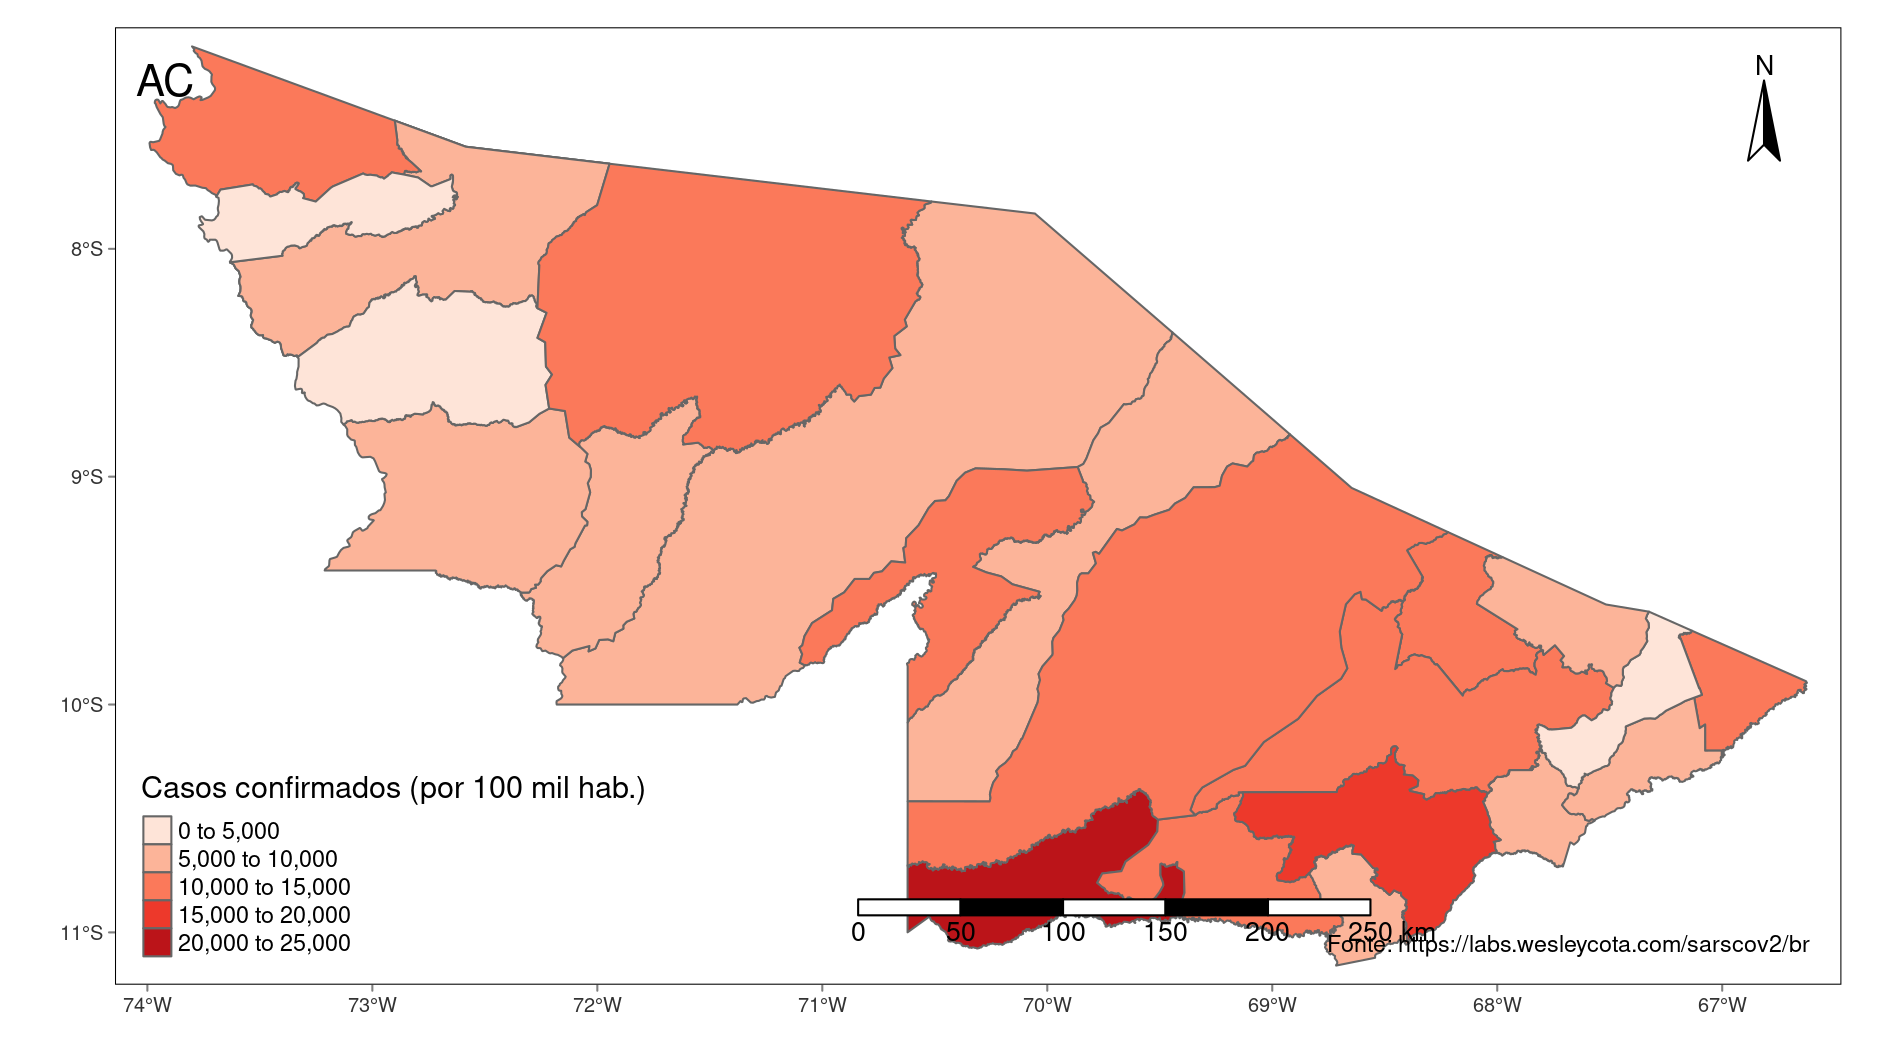 AC
N
8°S
9°S
10°S
11°S
Casos confirmados (por 100 mil hab.)
0 to 5,000
5,000 to 10,000
10,000 to 15,000
15,000 to 20,000
20,000 to 25,000
0 50 100 150 200 250 km
Fonte: https://labs.wesleycota.com/sarscov2/br
74°W 73°W 72°W 71°W 70°W 69°W 68°W 67°W